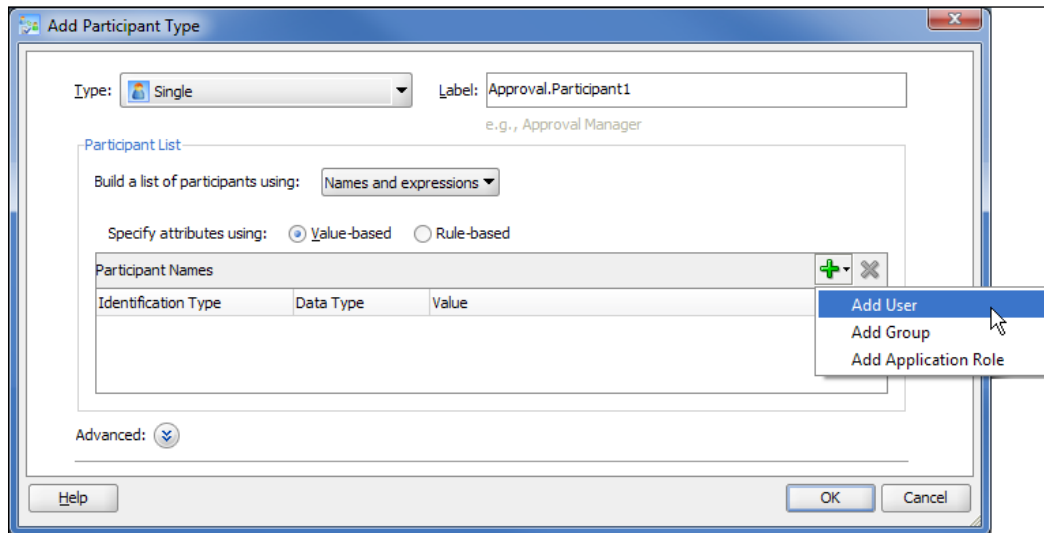 Add Participant Type
Type: Single Label: Approval.Participant1
e.g., Approval Manager
Participant List
Build a list of participants using: Names and expressions
Specify attributes using: Value-based Rule-based
Participant Names
Identification Type Data Type Value
Add User
Add Group
Add Application Role
Advanced:
Help OK Cancel